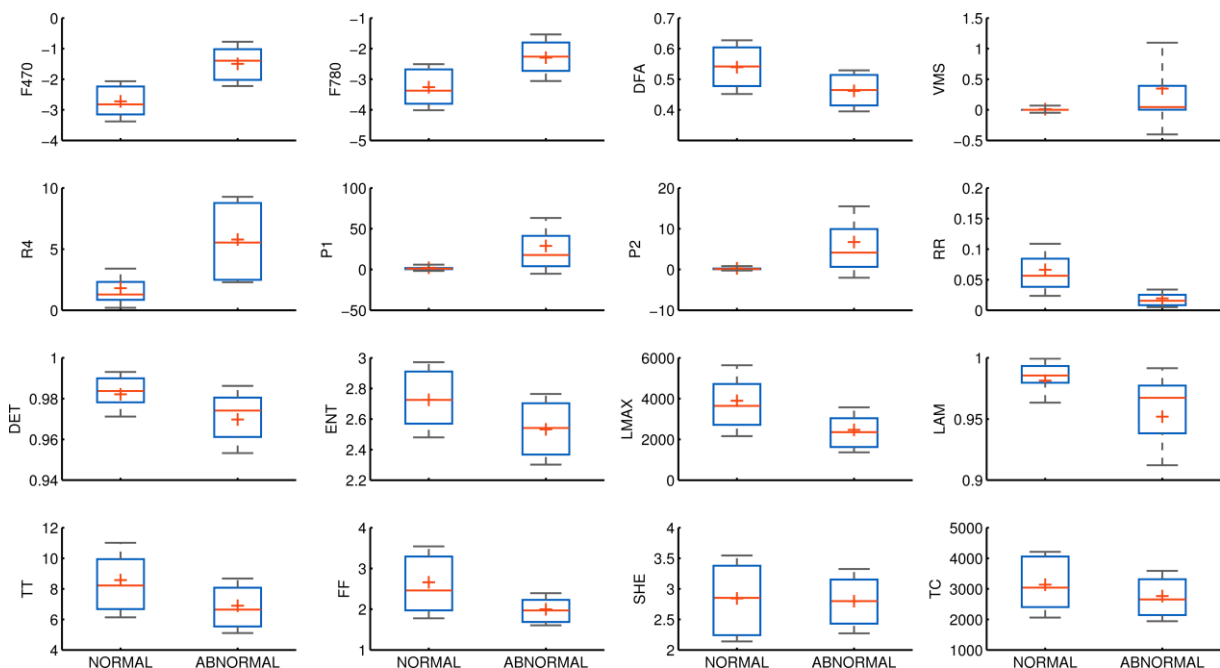 0 −1 0.7 1.5
−1 0.6 1
F470 −2 F780 −2 −3 DFA 0.5 VMS 0.5
−3 −4 0.4 0
−4 −5 −0.5
10 100 20 0.2
50 10 0.15
R4 5 P1 0 P2 0 RR 0.1
0.05
0 −50 −10 0
1 3 6000 1
0.98 2.8 4000
DET 0.96 ENT 2.6 LMAX 2000 LAM 0.95
2.4
0.94 2.2 0 0.9
12 4 4 5000
10 3.5 4000
TT 8 FF 3 SHE 3 TC 3000
6 2 2.5 2000
4 1 2 1000
NORMAL ABNORMAL NORMAL ABNORMAL NORMAL ABNORMAL NORMAL ABNORMAL